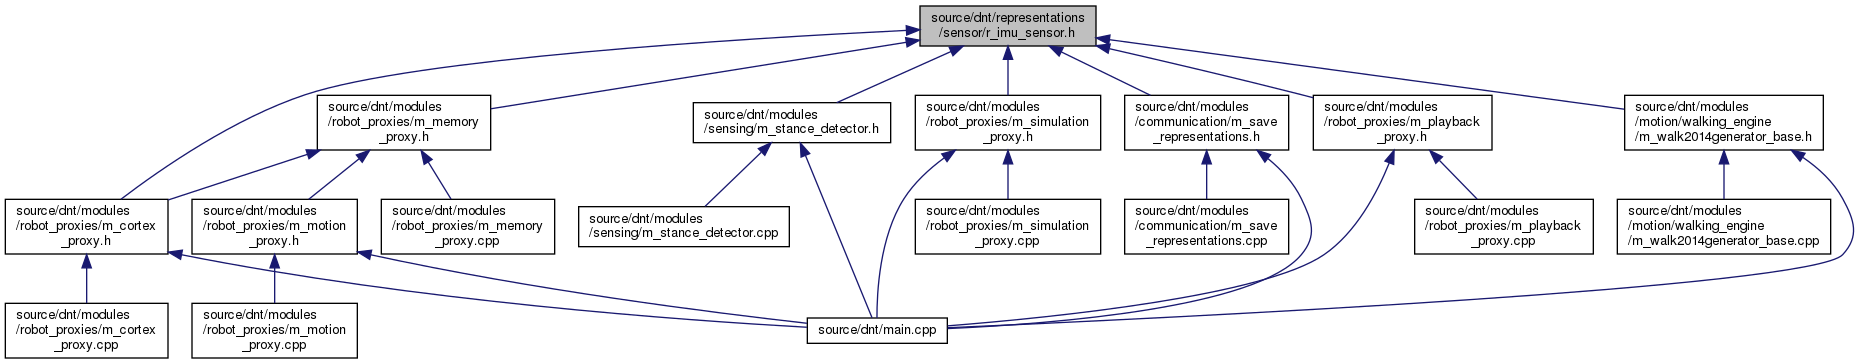 source/dnt/representations
/sensor/r_imu_sensor.h
source/dnt/modules
/robot_proxies/m_memory
_proxy.h
source/dnt/modules
/sensing/m_stance_detector.h
source/dnt/modules
/robot_proxies/m_simulation
_proxy.h
source/dnt/modules
/communication/m_save
_representations.h
source/dnt/modules
/robot_proxies/m_playback
_proxy.h
source/dnt/modules
/motion/walking_engine
/m_walk2014generator_base.h
source/dnt/modules
/robot_proxies/m_cortex
_proxy.h
source/dnt/modules
/robot_proxies/m_motion
_proxy.h
source/dnt/modules
/robot_proxies/m_memory
_proxy.cpp
source/dnt/modules
/sensing/m_stance_detector.cpp
source/dnt/modules
/robot_proxies/m_simulation
_proxy.cpp
source/dnt/modules
/communication/m_save
_representations.cpp
source/dnt/modules
/robot_proxies/m_playback
_proxy.cpp
source/dnt/modules
/motion/walking_engine
/m_walk2014generator_base.cpp
source/dnt/modules
/robot_proxies/m_cortex
_proxy.cpp
source/dnt/modules
/robot_proxies/m_motion
_proxy.cpp
source/dnt/main.cpp